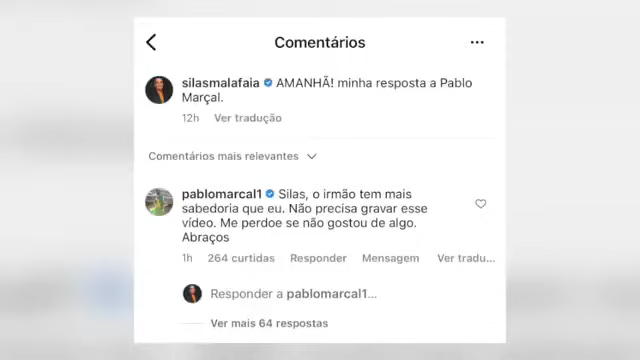 Comentários
silasmalafaia AMANHÃ! minha resposta a Pablo
Marçal.
12h Ver tradução
Comentários mais relevantes
pablomarcal1 Silas, o irmão tem mais
sabedoria que eu. Não precisa gravar esse
vídeo. Me perdoe se não gostou de algo.
Abraços
1h 264 curtidas Responder Mensagem Ver tradu...
Responder a pablomarcal1...
Ver mais 64 respostas